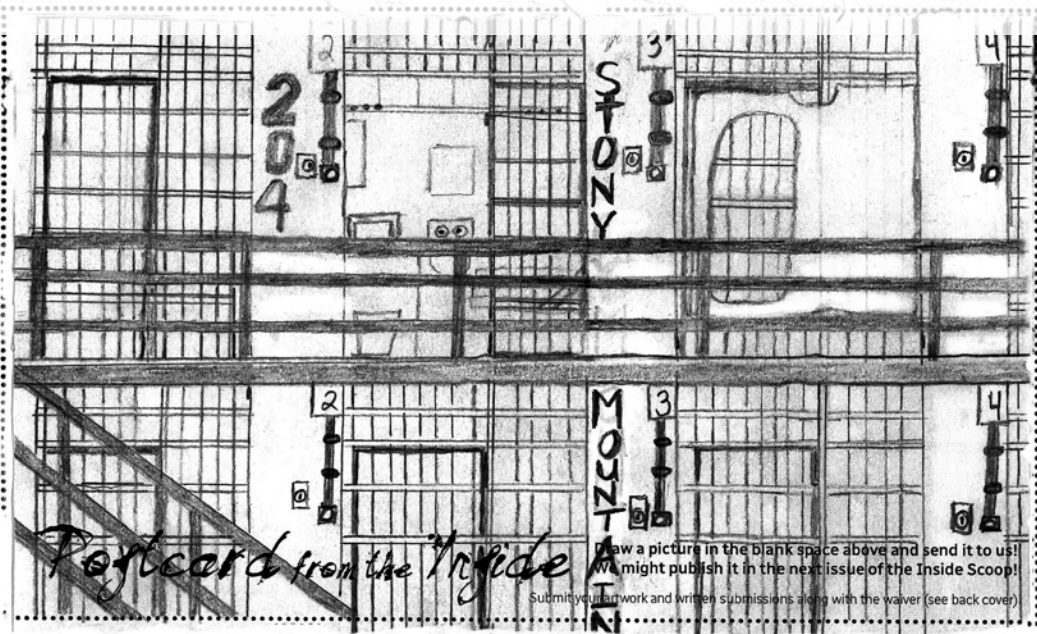 2
3
4
204
STONY
2
3
4
MOUNTAIN
Postcard from the Inside
Draw a picture in the blank space above and send it to us!
We might publish it in the next issue of the Inside Scoop!
Submit your artwork and written submissions along with the waiver (see back cover).